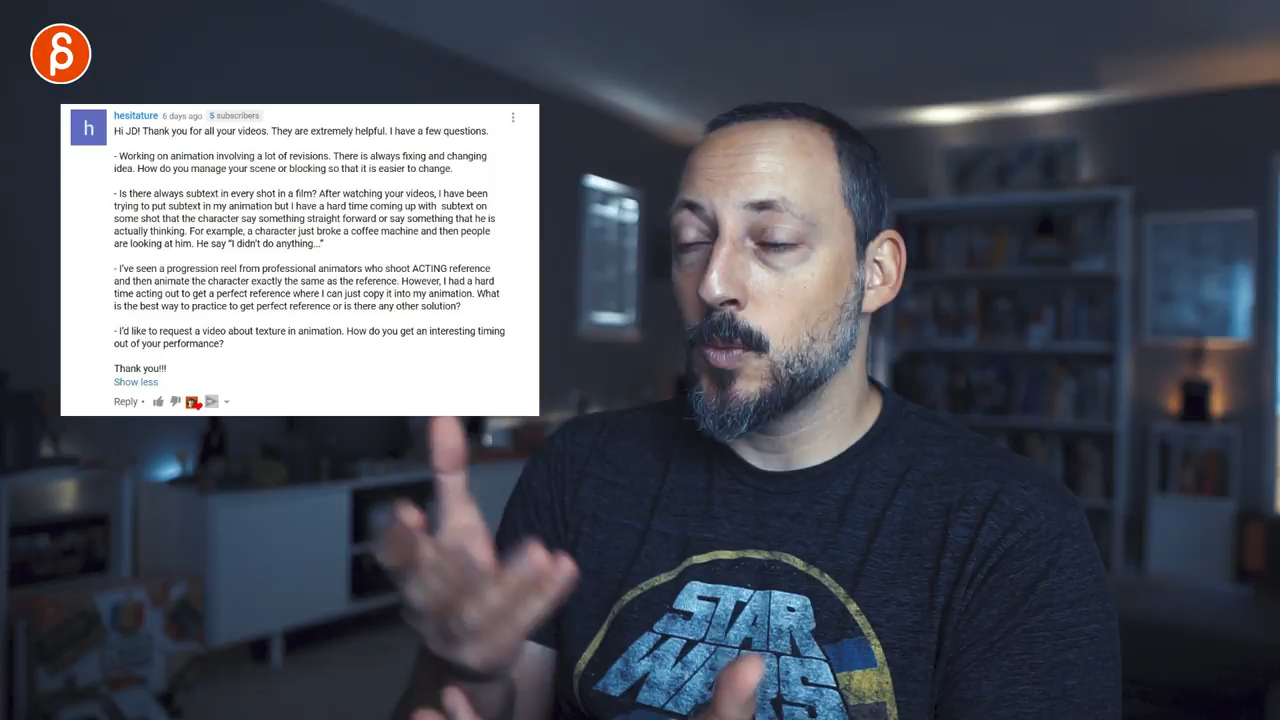 h
hesitature 6 days ago 5 subscribers
Hi JD! Thank you for all your videos. They are extremely helpful. I have a few questions.
- Working on animation involving a lot of revisions. There is always fixing and changing
idea. How do you manage your scene or blocking so that it is easier to change.
- Is there always subtext in every shot in a film? After watching your videos, I have been
trying to put subtext in my animation but I have a hard time coming up with subtext on
some shot that the character say something straight forward or say something that he is
actually thinking. For example, a character just broke a coffee machine and then people
are looking at him. He say “I didn't do anything...”
- I've seen a progression reel from professional animators who shoot ACTING reference
and then animate the character exactly the same as the reference. However, I had a hard
time acting out to get a perfect reference where I can just copy it into my animation. What
is the best way to practice to get perfect reference or is there any other solution?
- I'd like to request a video about texture in animation. How do you get an interesting timing
out of your performance?
Thank you!!!
Show less
Reply •
STAR
WARS